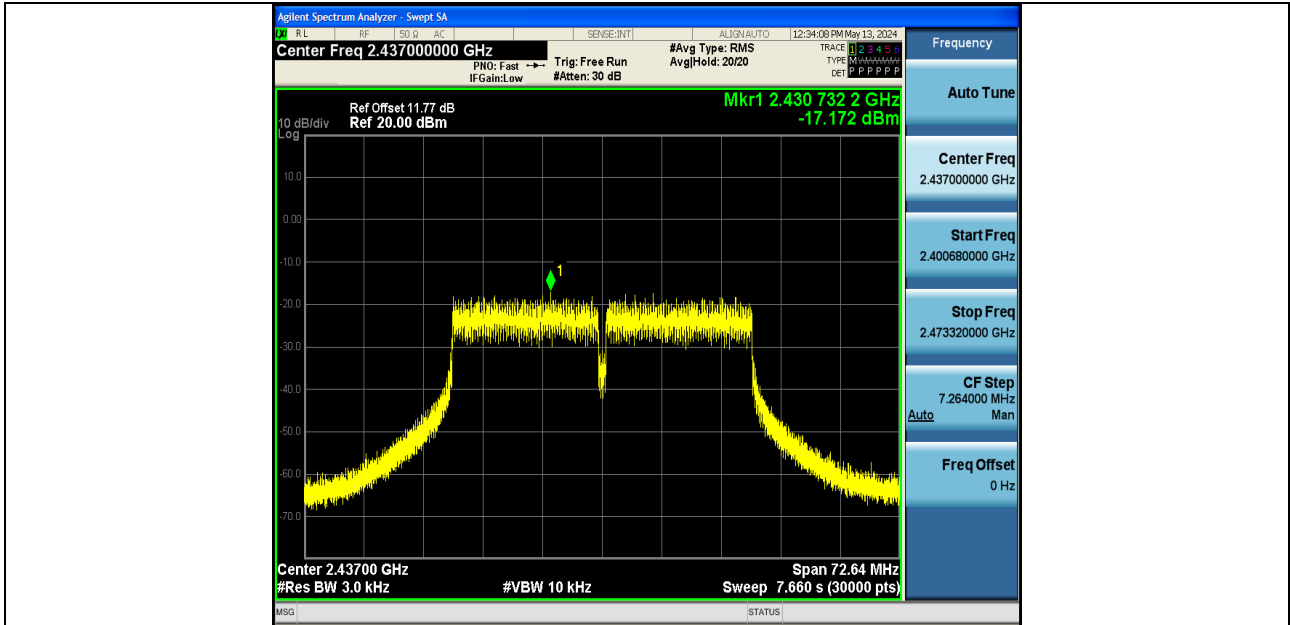 Agilent Spectrum Analyzer - Swept SA
LXI RL RF 50 Ω AC SENSE:INT ALIGN AUTO 12:34:08 PM May 13, 2024
Center Freq 2.437000000 GHz
#Avg Type: RMS
Avg|Hold: 20/20
TRACE 1 2 3 4 5 6
TYPE M
DET P P P P P P
PNO: Fast
IFGain:Low
Trig: Free Run
#Atten: 30 dB
Mkr1 2.430 732 2 GHz
-17.172 dBm
Ref Offset 11.77 dB
Ref 20.00 dBm
10 dB/div
Log
10.0
0.00
-10.0
-20.0
-30.0
-40.0
-50.0
-60.0
-70.0
1
Center 2.43700 GHz Span 72.64 MHz
#Res BW 3.0 kHz #VBW 10 kHz Sweep 7.660 s (30000 pts)
MSG STATUS
Frequency
Auto Tune
Center Freq
2.437000000 GHz
Start Freq
2.400680000 GHz
Stop Freq
2.473320000 GHz
CF Step
7.264000 MHz
Auto Man
Freq Offset
0 Hz